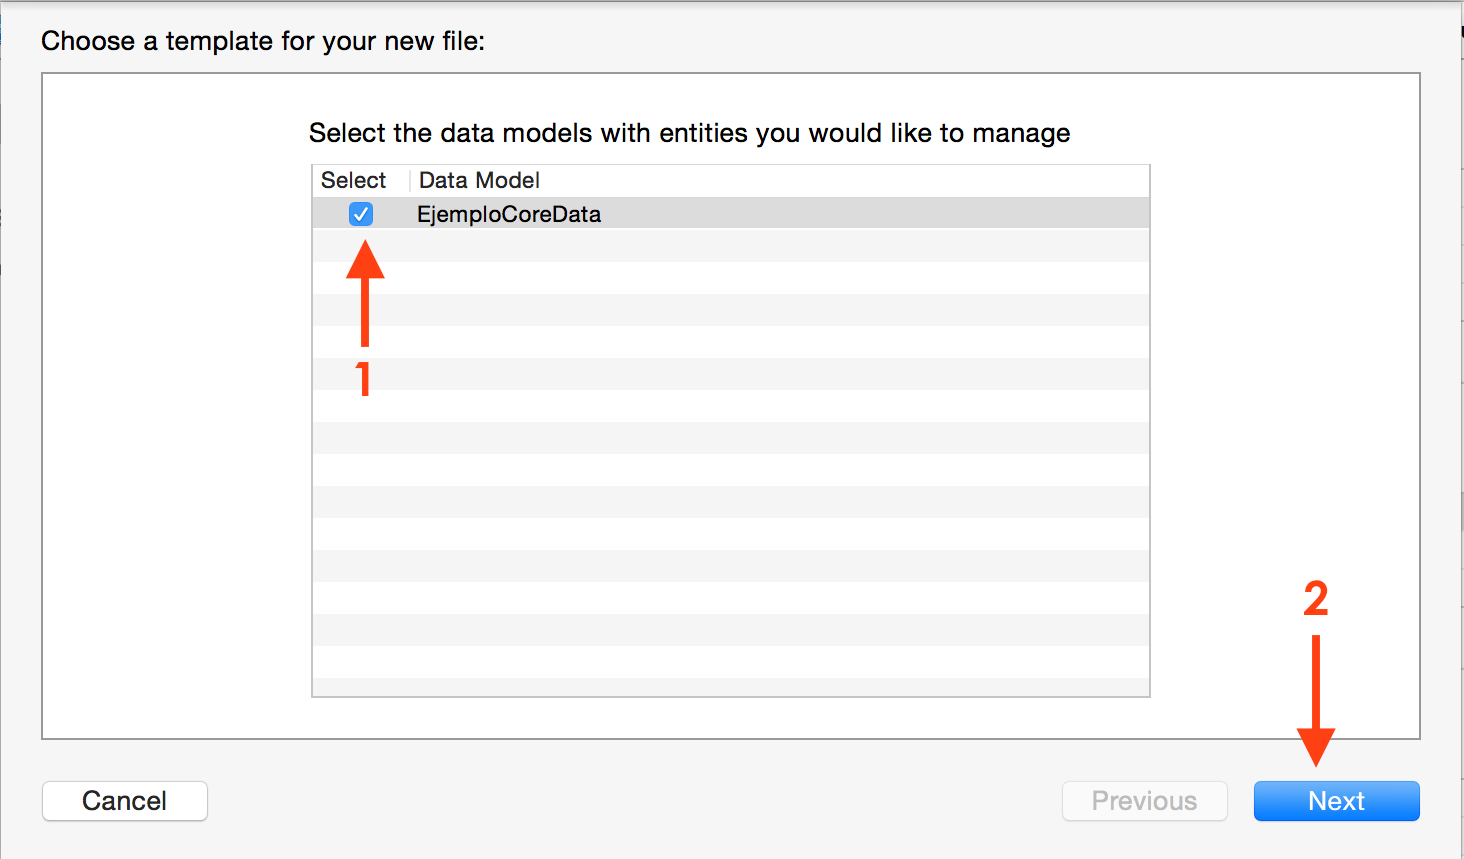 Choose a template for your new file:
Select the data models with entities you would like to manage
Select Data Model
EjemploCoreData
1
2
Cancel Previous Next